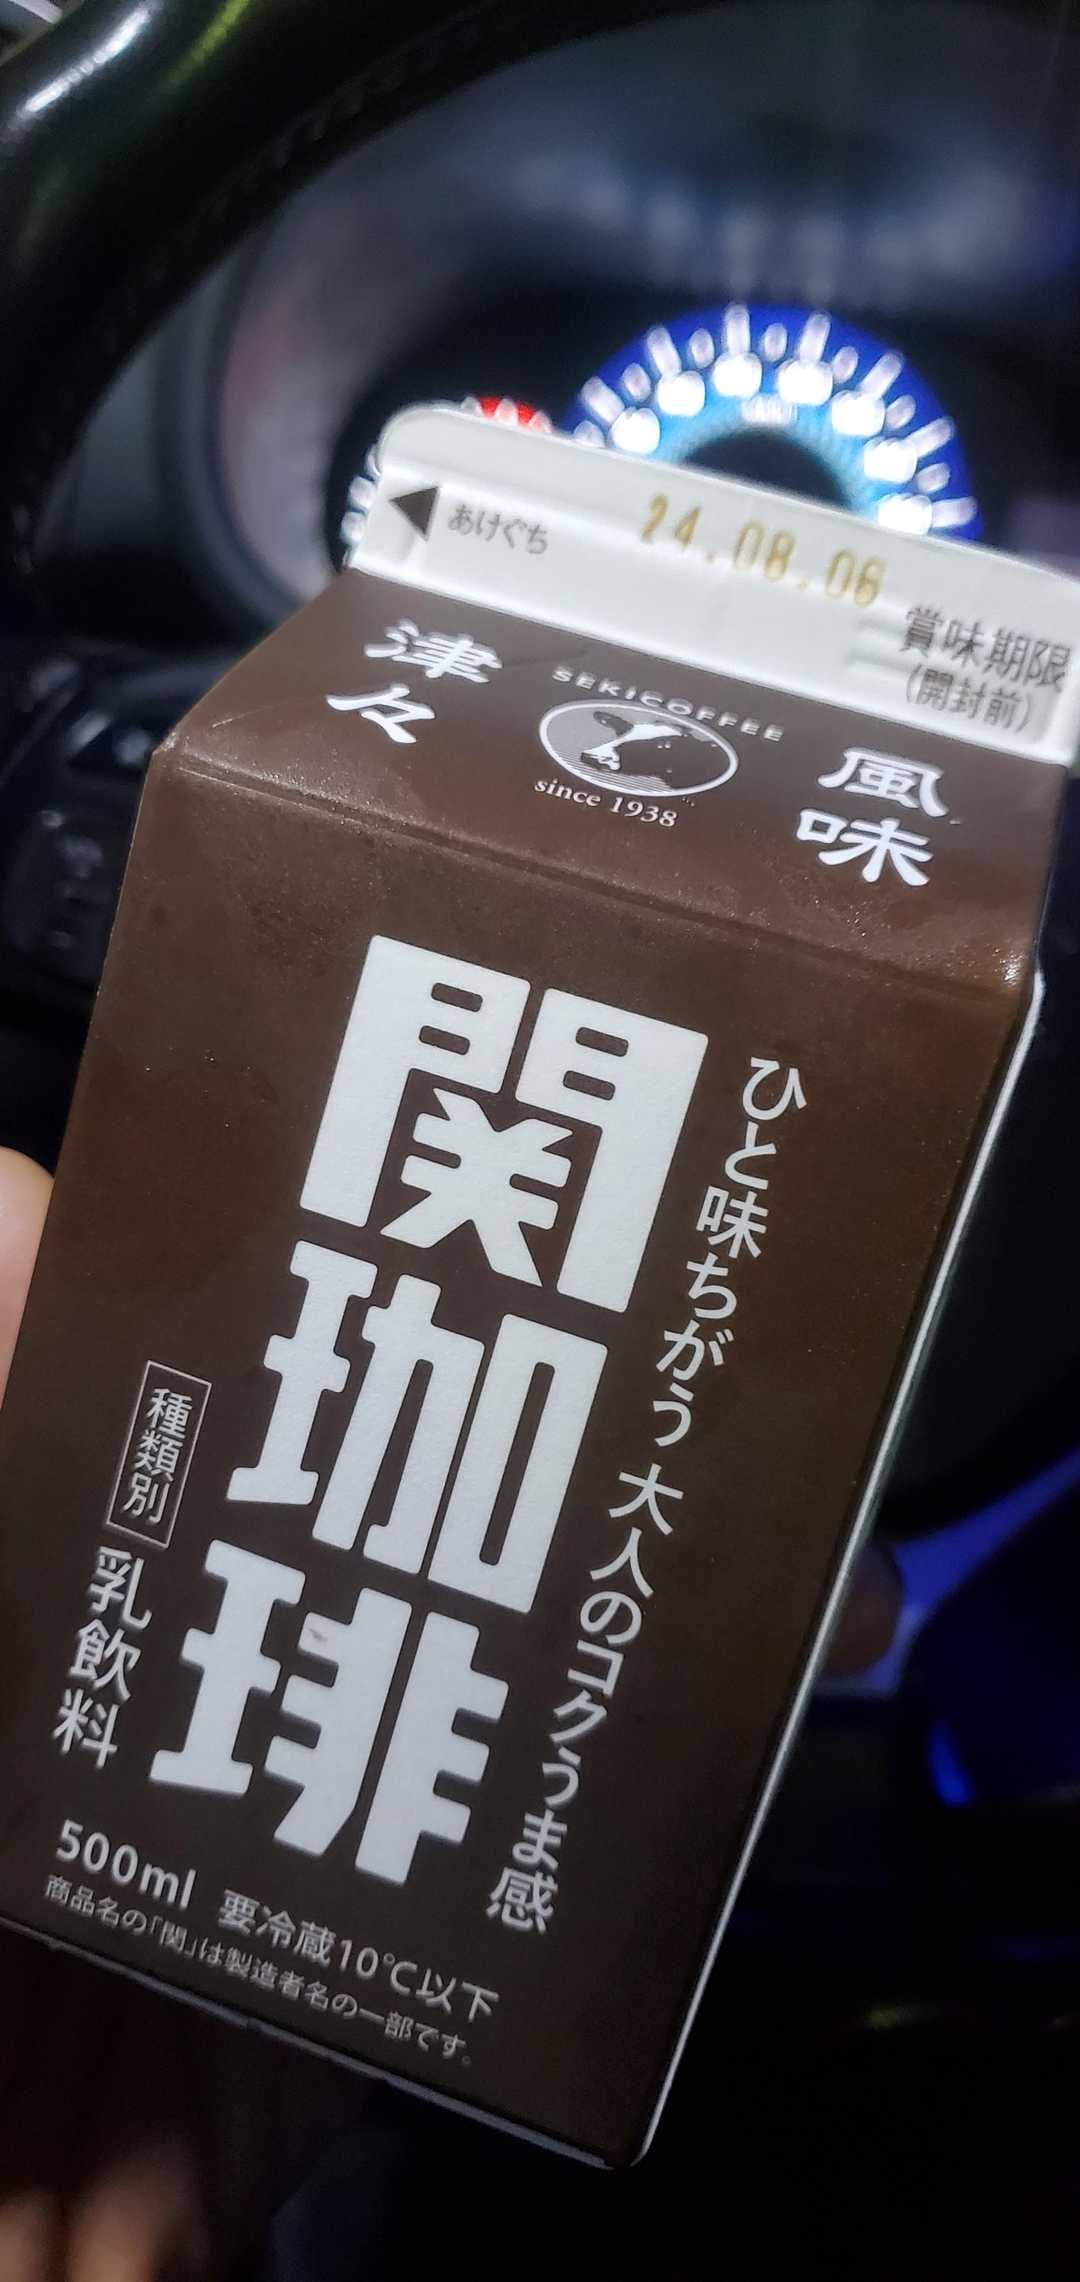 あけぐち
24.08.06
賞味期限
(開封前)
風味
津々
SEKICOFFEE
since 1938
ひと味ちがう 大人のコクうま感
関珈琲
種類別
乳飲料
500ml 要冷蔵10℃以下
商品名の「関」は製造者名の一部です。